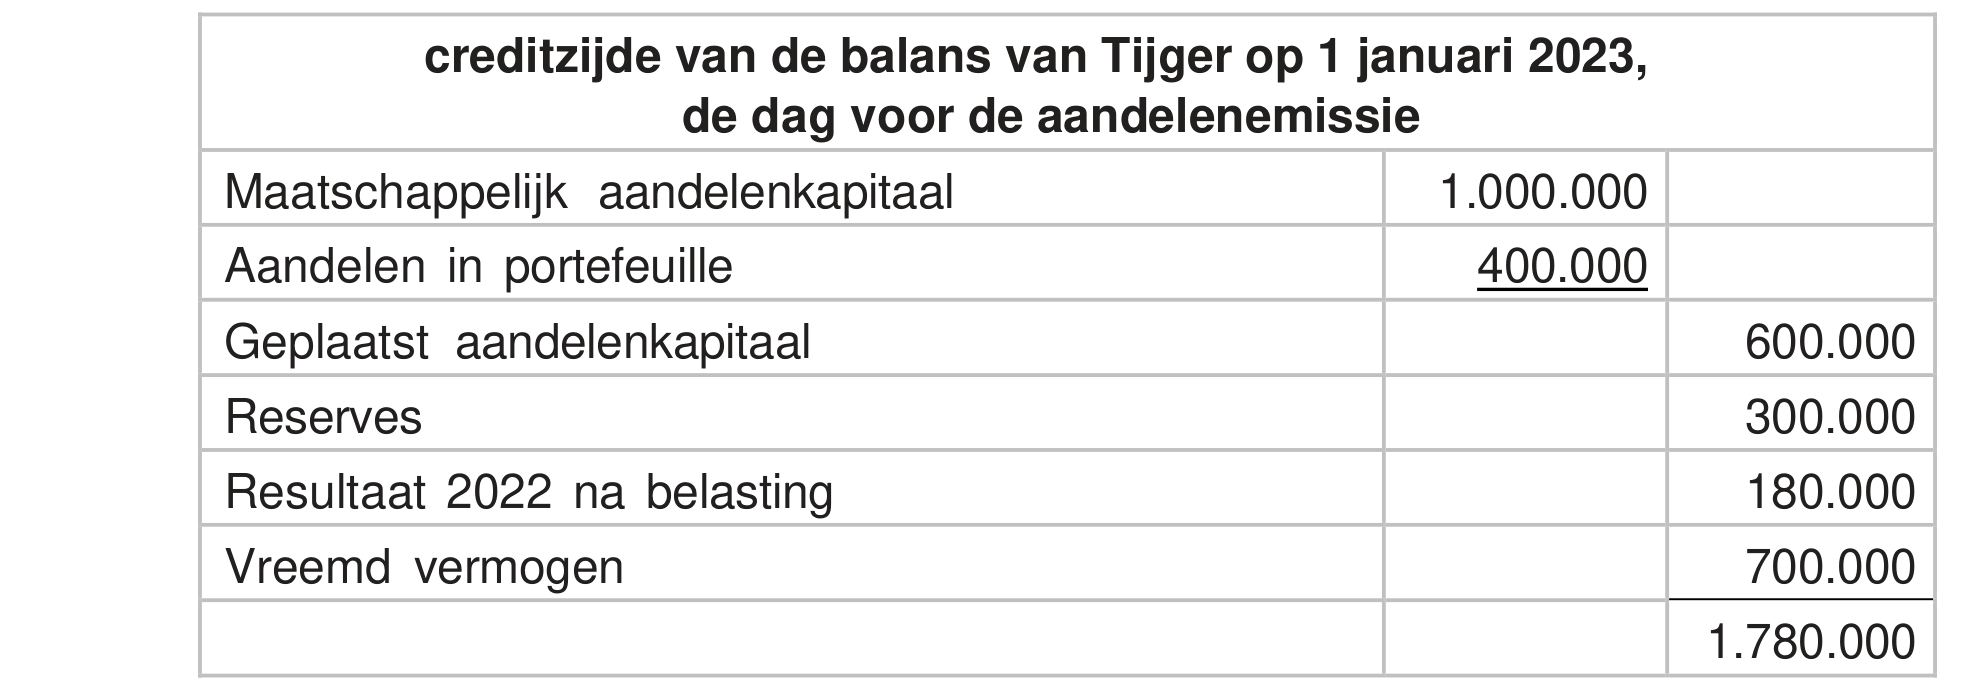 creditzijde van de balans van Tijger op 1 januari 2023,
de dag voor de aandelenemissie
Maatschappelijk aandelenkapitaal 1.000.000
Aandelen in portefeuille 400.000
Geplaatst aandelenkapitaal 600.000
Reserves 300.000
Resultaat 2022 na belasting 180.000
Vreemd vermogen 700.000
1.780.000